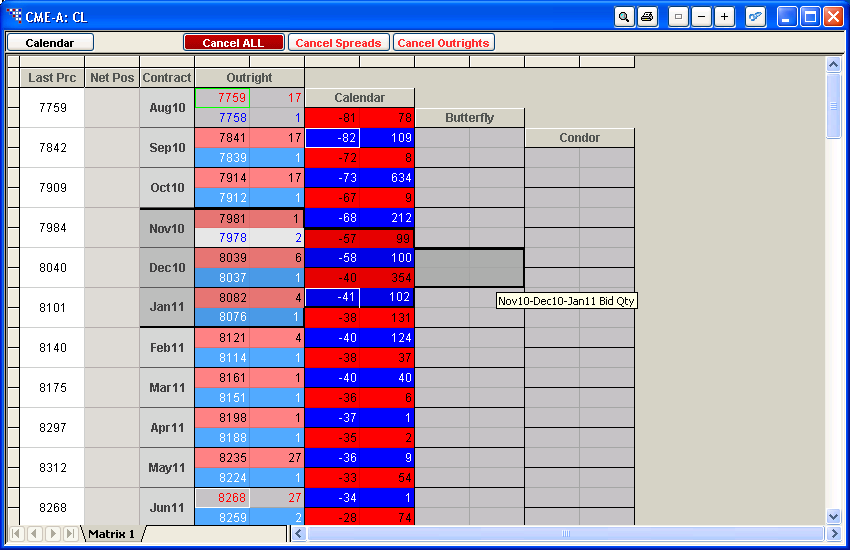 CME-A: CL
Calendar Cancel ALL Cancel Spreads Cancel Outrights
Last Prc Net Pos Contract Outright
7759 Aug10 7759 17 Calendar
7758 1 -81 78 Butterfly
7842 Sep10 7841 17 -82 109 Condor
7839 1 -72 8
7909 Oct10 7914 17 -73 634
7912 1 -67 9
7984 Nov10 7981 1 -68 212
7978 2 -57 99
8040 Dec10 8039 6 -58 100
8037 1 -40 354
8101 Jan11 8082 4 -41 102 Nov10-Dec10-Jan11 Bid Qty
8076 1 -38 131
8140 Feb11 8121 4 -40 124
8114 1 -38 37
8175 Mar11 8161 1 -40 40
8151 1 -36 6
8297 Apr11 8198 1 -37 1
8188 1 -35 2
8312 May11 8235 27 -36 9
8224 1 -33 54
8268 Jun11 8268 27 -34 1
8259 2 -28 74
Matrix 1